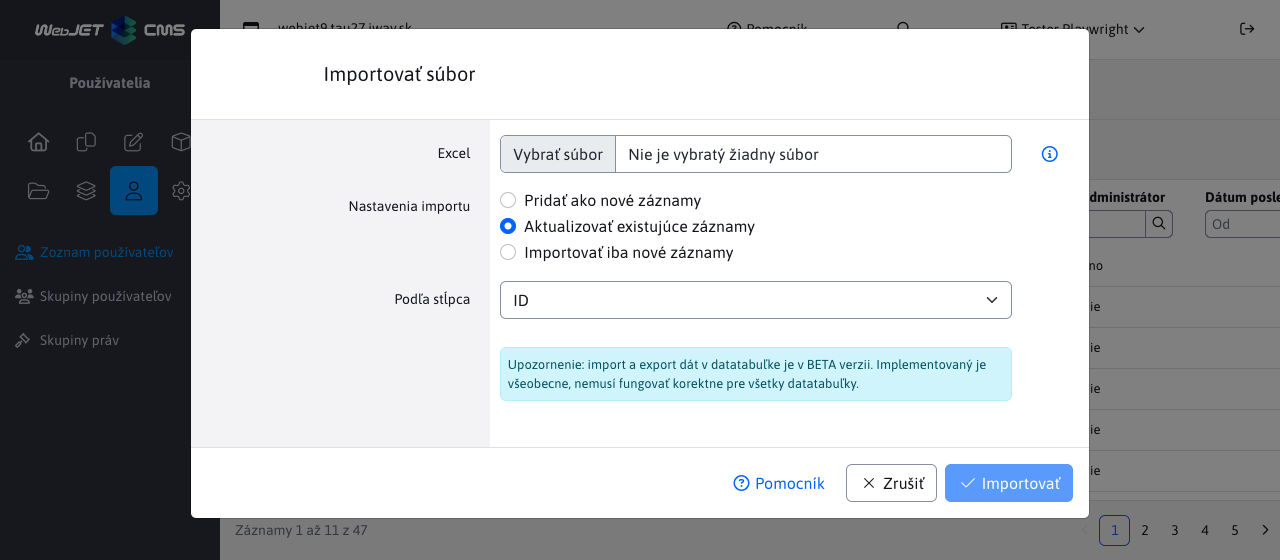 WebJET CMS
webjet9.tau27.iway.sk
Pomocník
Tester Playwright
Používatelia
Importovať súbor
Excel
Vybrať súbor
Nie je vybratý žiadny súbor
Nastavenia importu
Pridať ako nové záznamy
Aktualizovať existujúce záznamy
Importovať iba nové záznamy
Podľa stĺpca
ID
Upozornenie: import a export dát v datatabuľke je v BETA verzii. Implementovaný je
všeobecne, nemusí fungovať korektne pre všetky datatabuľky.
Pomocník
Zrušiť
Importovať
Zoznam používateľov
Skupiny používateľov
Skupiny práv
dministrátor
Dátum posle
Od
no
ie
ie
ie
ie
ie
Záznamy 1 až 11 z 47
1 2 3 4 5